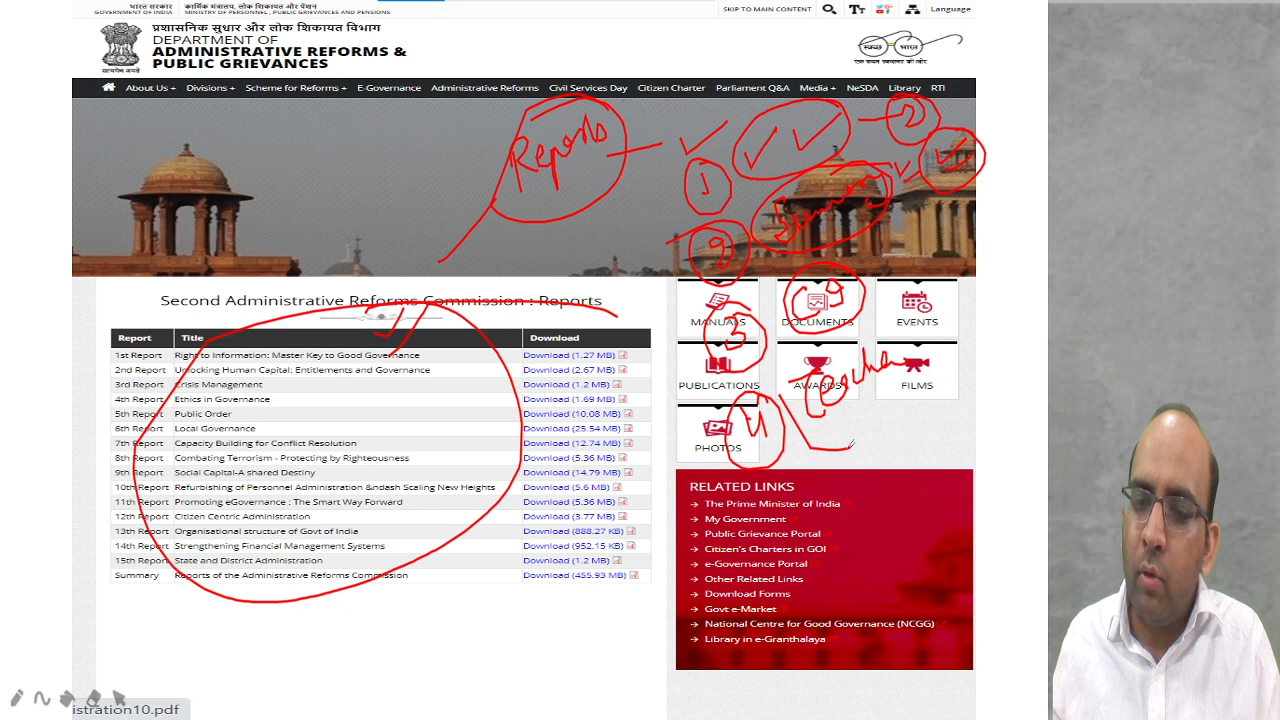 भारत सरकार
GOVERNMENT OF INDIA
कार्मिक मंत्रालय, लोक शिकायत और पेंशन
MINISTRY OF PERSONNEL, PUBLIC GRIEVANCES AND PENSIONS
SKIP TO MAIN CONTENT
Language
प्रशासनिक सुधार और लोक शिकायत विभाग
DEPARTMENT OF
ADMINISTRATIVE REFORMS &
PUBLIC GRIEVANCES
सत्यमेव जयते
स्वच्छ भारत
एक कदम स्वच्छता की ओर
About Us + Divisions + Scheme for Reforms + E-Governance Administrative Reforms Civil Services Day Citizen Charter Parliament Q&A Media + NeSDA Library RTI
Reports
1
2
Summary
9
9
3
4
Second Administrative Reforms Commission : Reports
Report Title Download
1st Report Right to Information: Master Key to Good Governance Download (1.27 MB)
2nd Report Unlocking Human Capital: Entitlements and Governance Download (2.67 MB)
3rd Report Crisis Management Download (1.2 MB)
4th Report Ethics in Governance Download (1.69 MB)
5th Report Public Order Download (10.08 MB)
6th Report Local Governance Download (25.54 MB)
7th Report Capacity Building for Conflict Resolution Download (12.74 MB)
8th Report Combating Terrorism - Protecting by Righteousness Download (5.36 MB)
9th Report Social Capital-A shared Destiny Download (14.79 MB)
10th Report Refurbishing of Personnel Administration &ndash Scaling New Heights Download (5.6 MB)
11th Report Promoting eGovernance : The Smart Way Forward Download (5.36 MB)
12th Report Citizen Centric Administration Download (3.77 MB)
13th Report Organisational structure of Govt of India Download (888.27 KB)
14th Report Strengthening Financial Management Systems Download (952.15 KB)
15th Report State and District Administration Download (1.2 MB)
Summary Reports of the Administrative Reforms Commission Download (455.93 MB)
MANUALS DOCUMENTS EVENTS
PUBLICATIONS AWARDS FILMS
PHOTOS
RELATED LINKS
The Prime Minister of India
My Government
Public Grievance Portal
Citizen's Charters in GOI
e-Governance Portal
Other Related Links
Download Forms
Govt e-Market
National Centre for Good Governance (NCGG)
Library in e-Granthalaya
istration10.pdf